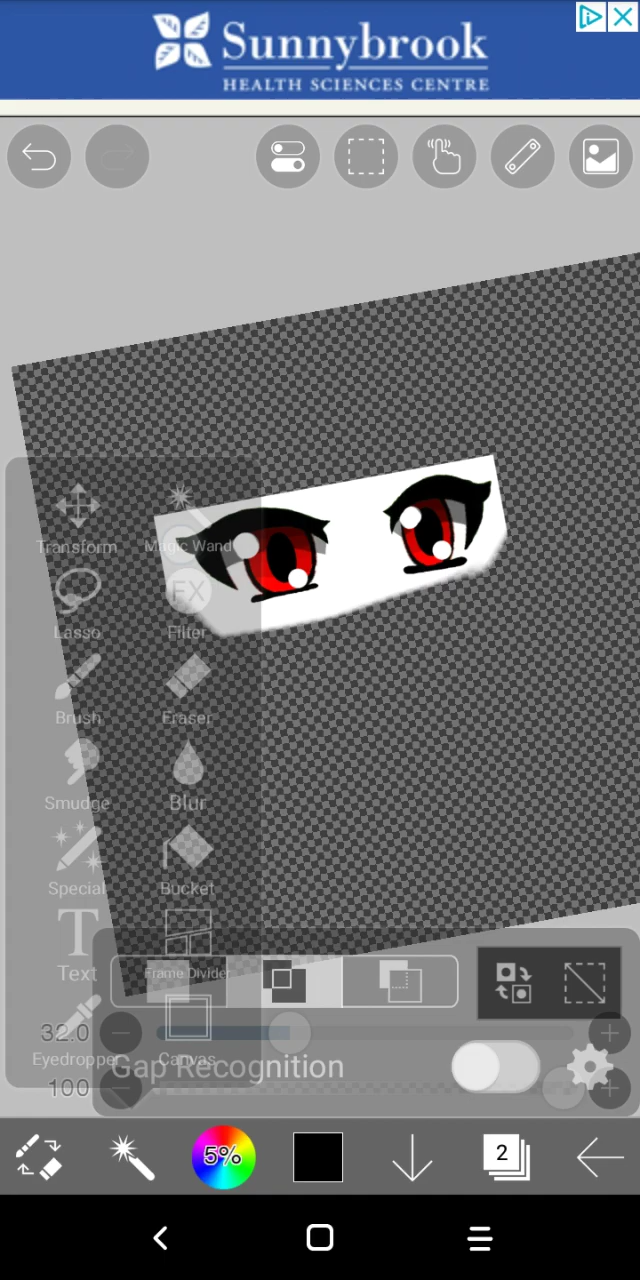 Sunnybrook
HEALTH SCIENCES CENTRE
Transform
Magic Wand
Lasso
FX
Filter
Brush
Eraser
Smudge
Blur
Special
Bucket
T
Text
Frame Divider
32.0
Eyedropper
Canvas
Gap Recognition
100
5%
2